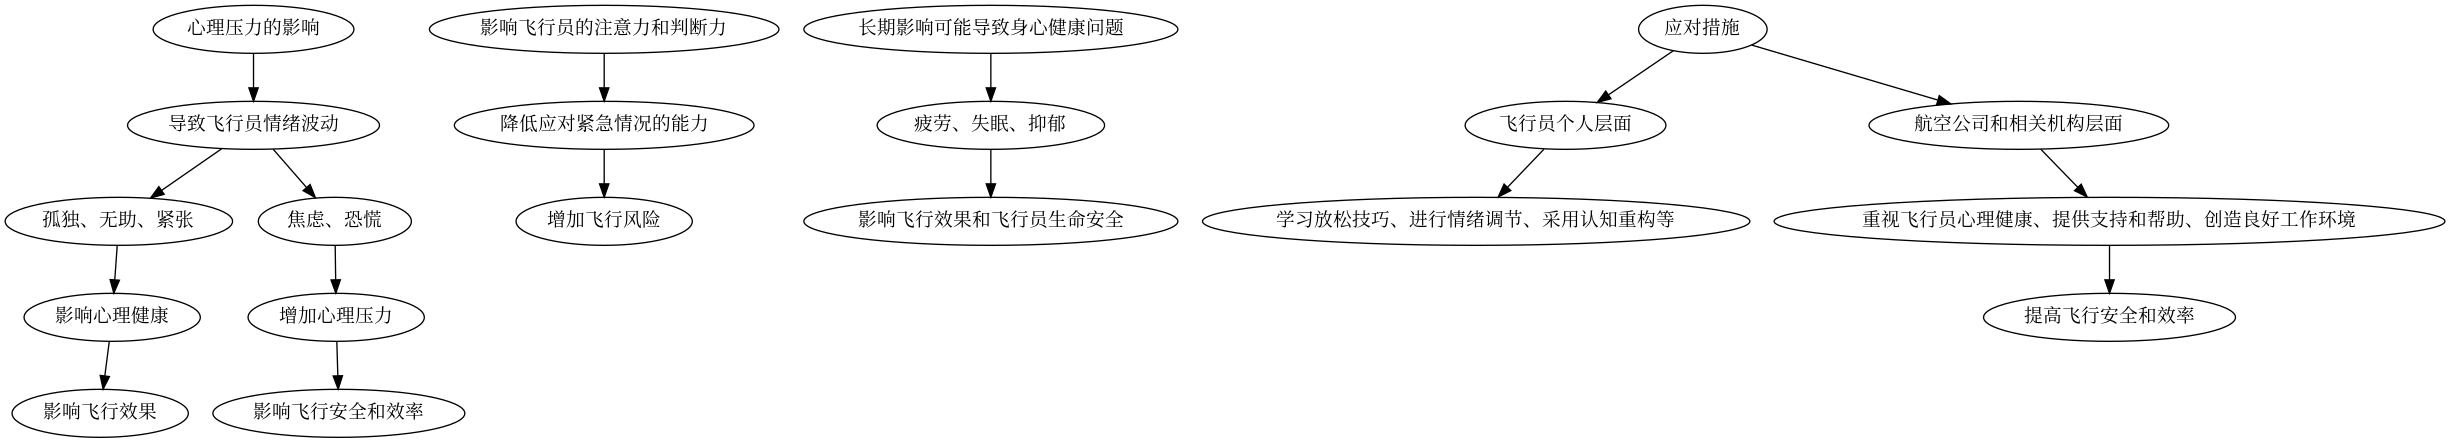 心理压力的影响
影响飞行员的注意力和判断力
长期影响可能导致身心健康问题
应对措施
导致飞行员情绪波动
降低应对紧急情况的能力
疲劳、失眠、抑郁
飞行员个人层面
航空公司和相关机构层面
孤独、无助、紧张
焦虑、恐慌
增加飞行风险
影响飞行效果和飞行员生命安全
学习放松技巧、进行情绪调节、采用认知重构等
重视飞行员心理健康、提供支持和帮助、创造良好工作环境
影响心理健康
增加心理压力
提高飞行安全和效率
影响飞行效果
影响飞行安全和效率